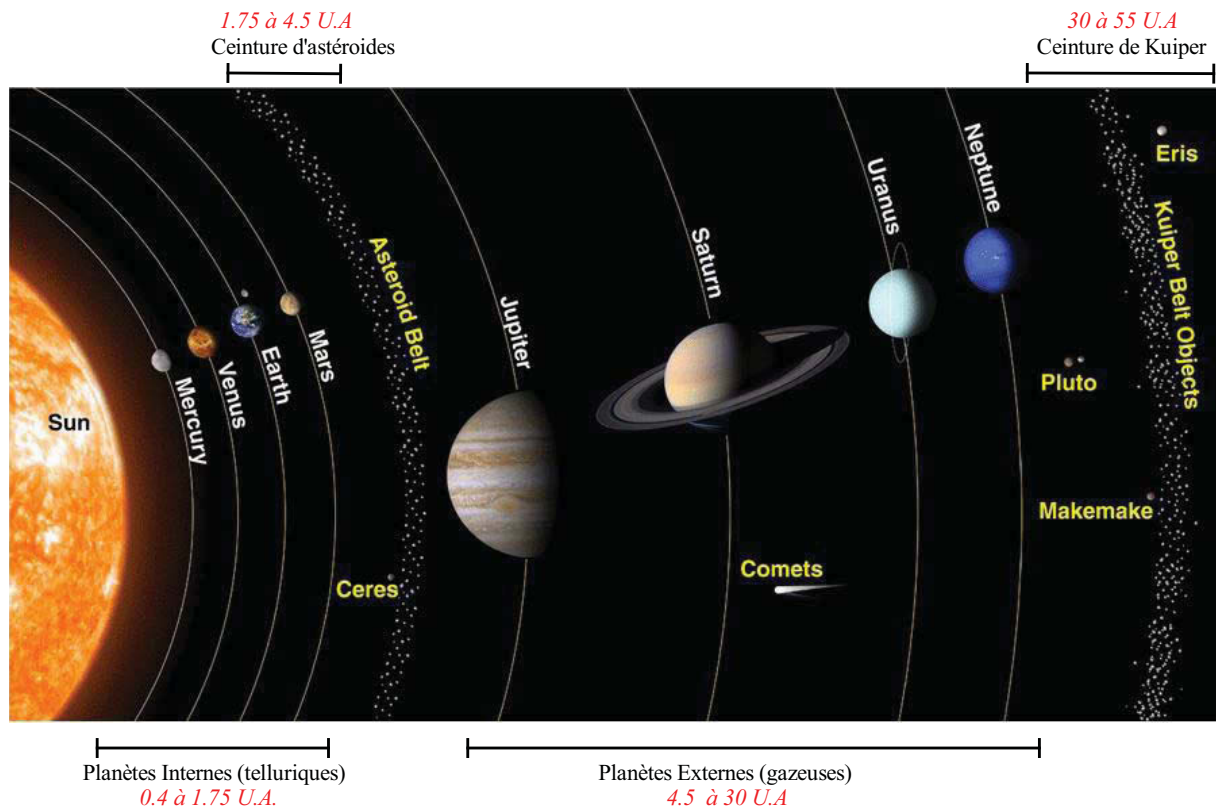 1.75 à 4.5 U.A
Ceinture d'astéroides
30 à 55 U.A
Ceinture de Kuiper
Sun
Mercury
Venus
Earth
Mars
Asteroid Belt
Ceres
Jupiter
Saturn
Comets
Uranus
Neptune
Eris
Kuiper Belt Objects
Pluto
Makemake
Planètes Internes (telluriques)
0.4 à 1.75 U.A.
Planètes Externes (gazeuses)
4.5 à 30 U.A